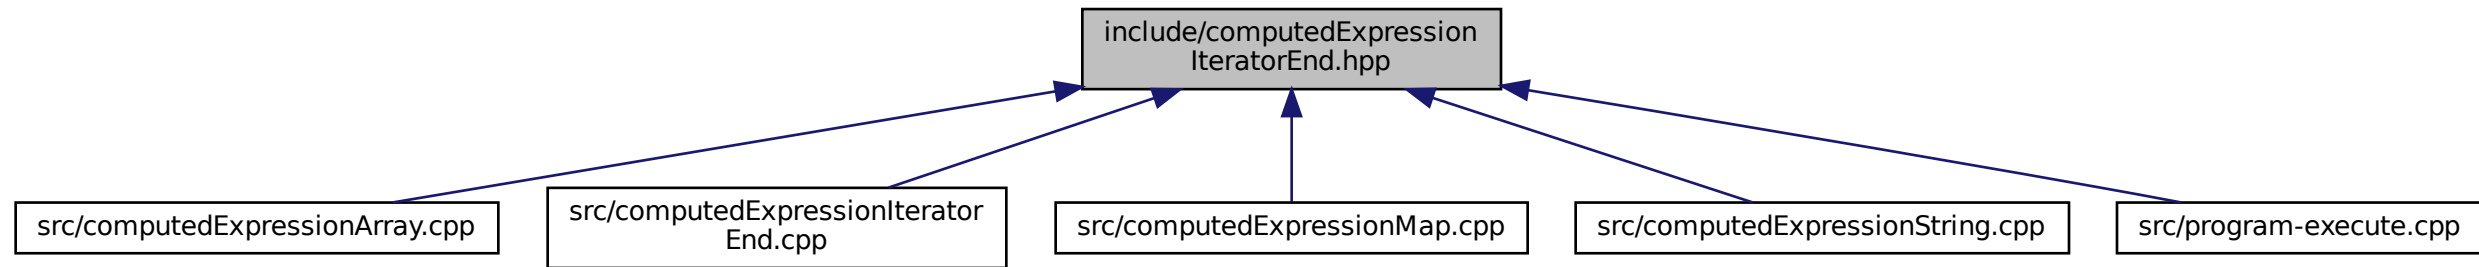 include/computedExpression
IteratorEnd.hpp
src/computedExpressionArray.cpp
src/computedExpressionIterator
End.cpp
src/computedExpressionMap.cpp
src/computedExpressionString.cpp
src/program-execute.cpp